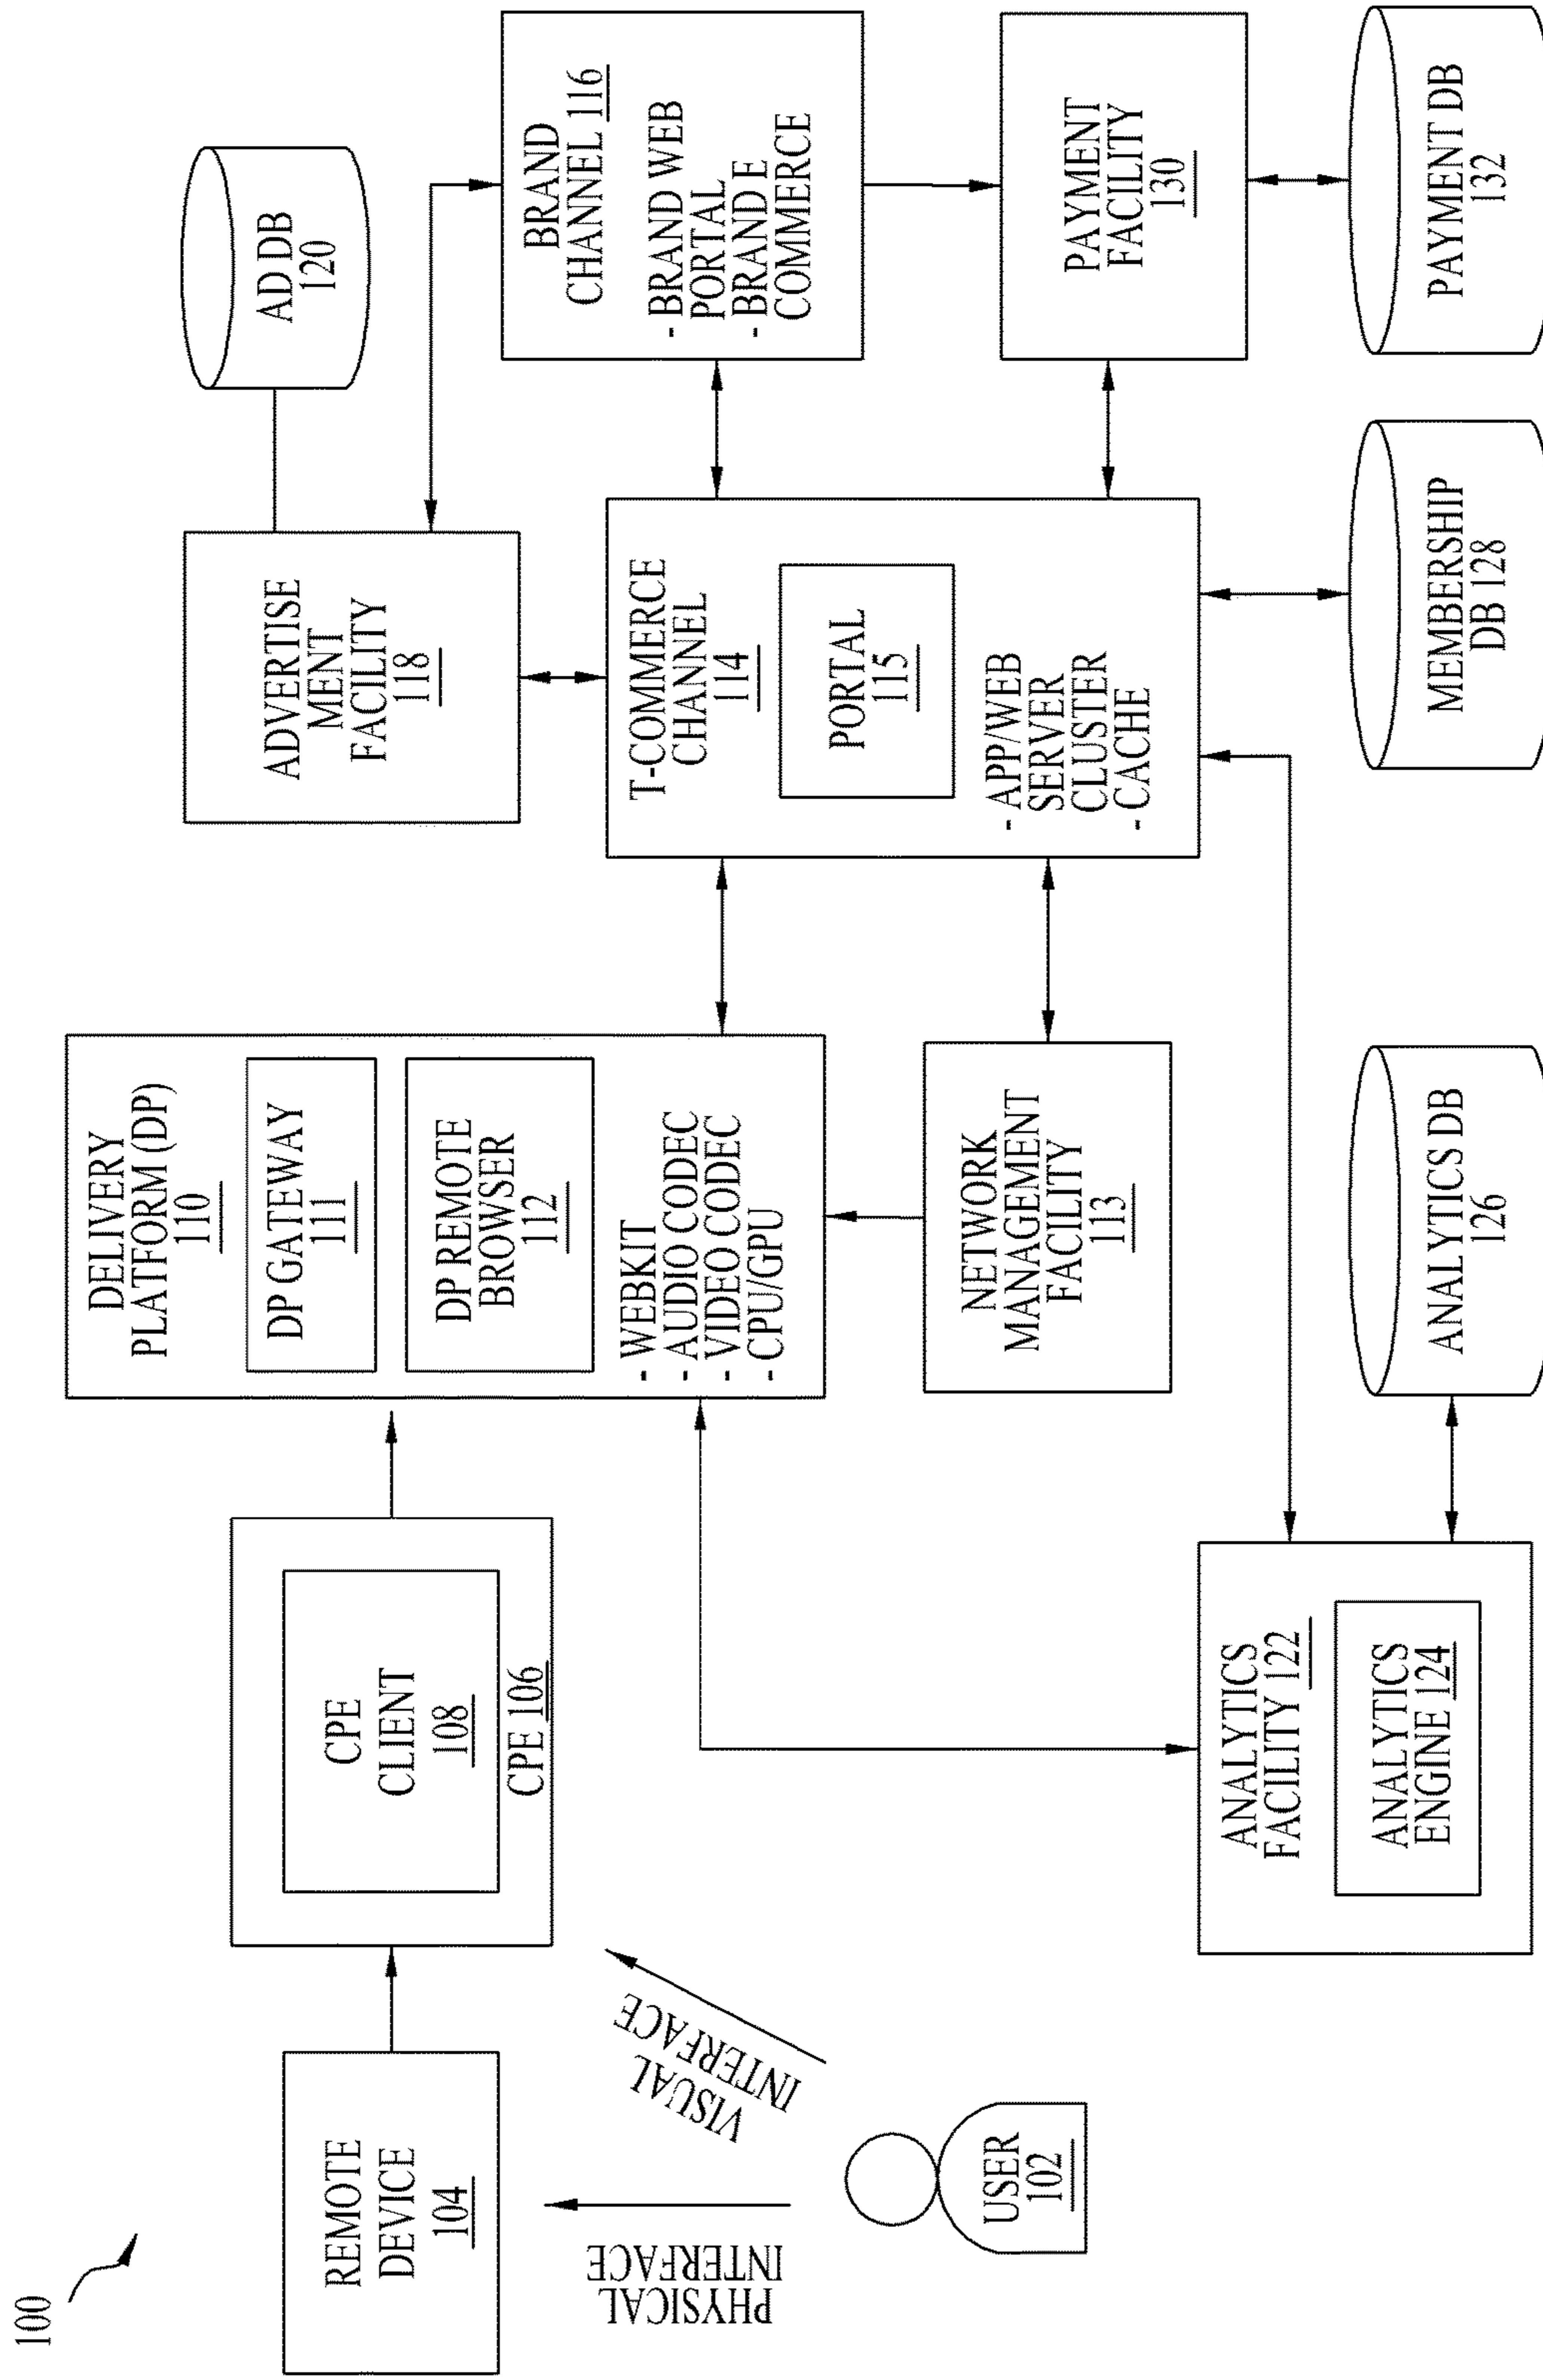 100
REMOTE
DEVICE
104
PHYSICAL
INTERFACE
VISUAL
INTERFACE
USER
102
CPE
CLIENT
108
CPE 106
DELIVERY
PLATFORM (DP)
110
DP GATEWAY
111
DP REMOTE
BROWSER
112
- WEBKIT
- AUDIO CODEC
- VIDEO CODEC
- CPU/GPU
NETWORK
MANAGEMENT
FACILITY
113
ANALYTICS
FACILITY 122
ANALYTICS
ENGINE 124
ANALYTICS DB
126
ADVERTISE
MENT
FACILITY
118
AD DB
120
T-COMMERCE
CHANNEL
114
PORTAL
115
- APP/WEB
SERVER
CLUSTER
- CACHE
BRAND
CHANNEL 116
- BRAND WEB
PORTAL
- BRAND E
COMMERCE
PAYMENT
FACILITY
130
MEMBERSHIP
DB 128
PAYMENT DB
132